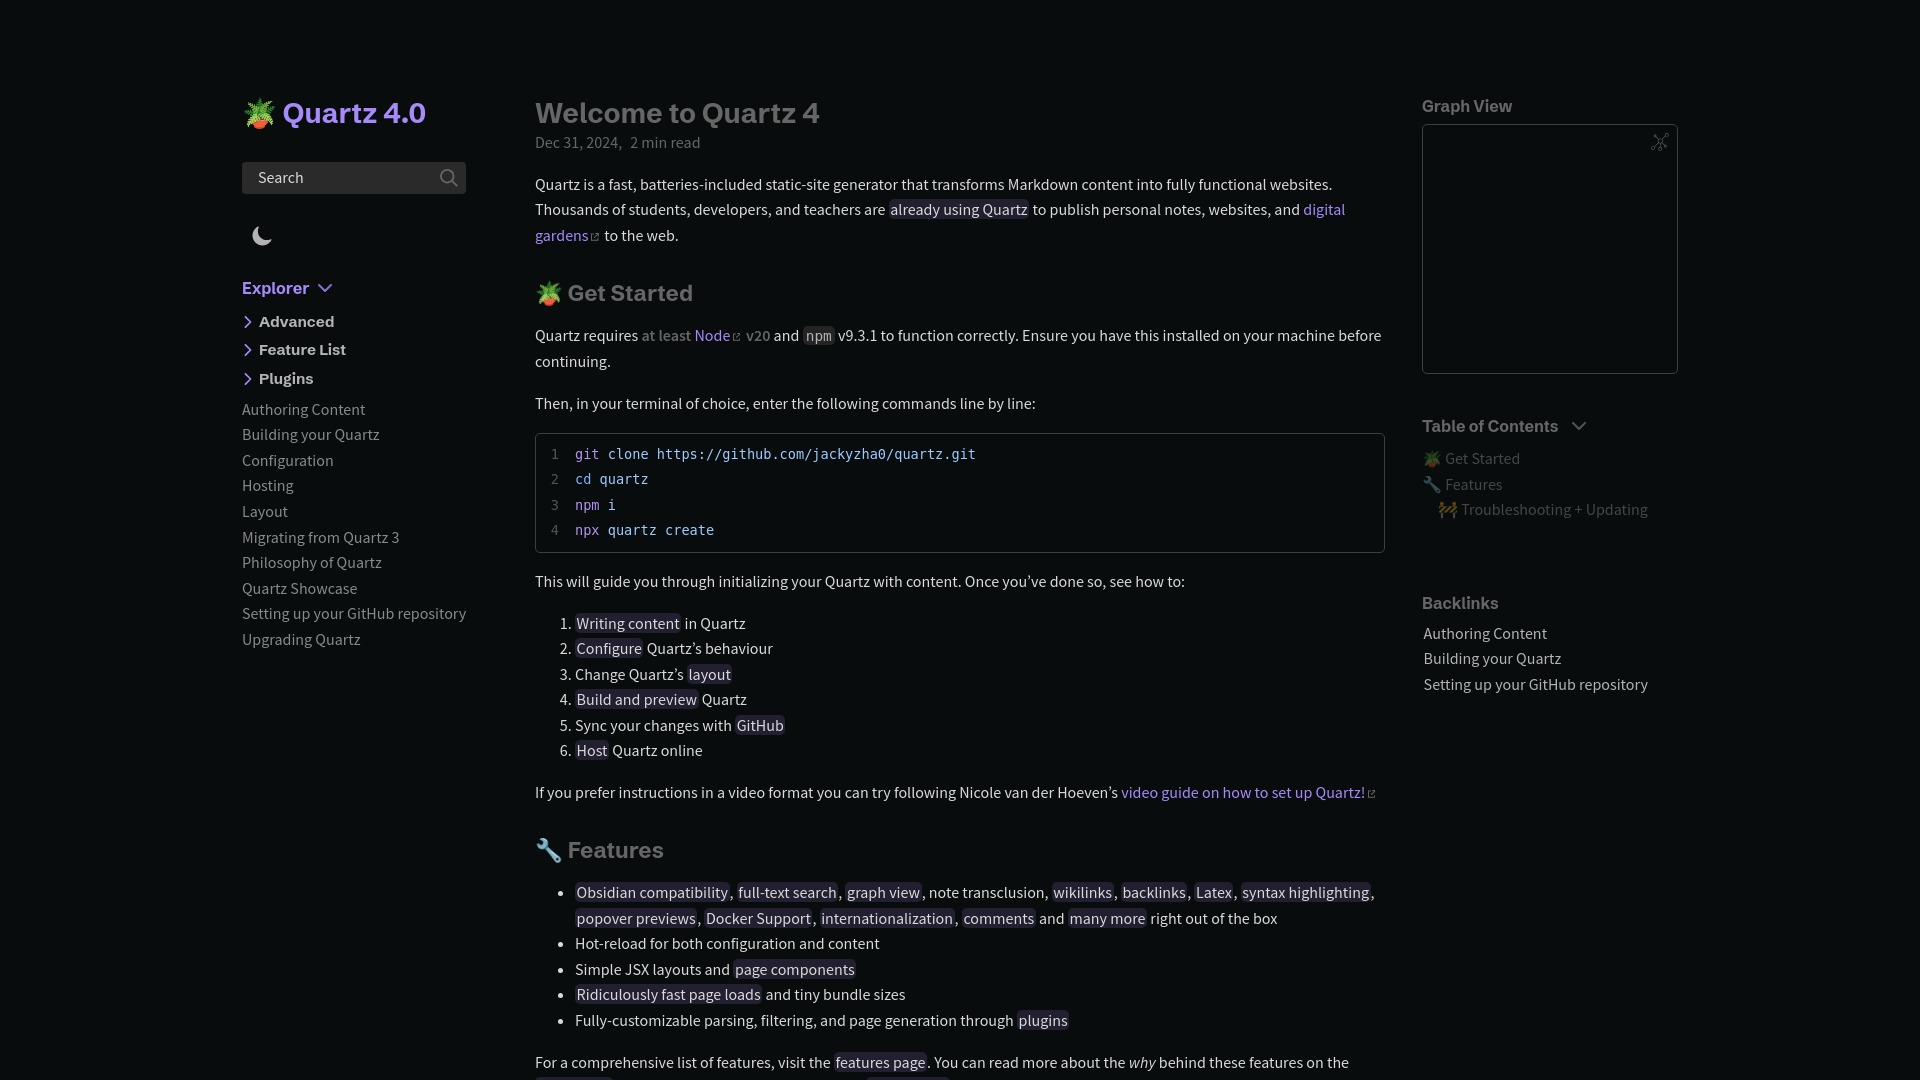 🪴 Quartz 4.0
Search
Explorer
Advanced
Feature List
Plugins
Authoring Content
Building your Quartz
Configuration
Hosting
Layout
Migrating from Quartz 3
Philosophy of Quartz
Quartz Showcase
Setting up your GitHub repository
Upgrading Quartz
Welcome to Quartz 4
Dec 31, 2024, 2 min read
Quartz is a fast, batteries-included static-site generator that transforms Markdown content into fully functional websites.
Thousands of students, developers, and teachers are already using Quartz to publish personal notes, websites, and digital
gardens to the web.
🪴 Get Started
Quartz requires at least Node v20 and npm v9.3.1 to function correctly. Ensure you have this installed on your machine before
continuing.
Then, in your terminal of choice, enter the following commands line by line:
1 git clone https://github.com/jackyzha0/quartz.git
2 cd quartz
3 npm i
4 npx quartz create
This will guide you through initializing your Quartz with content. Once you’ve done so, see how to:
1. Writing content in Quartz
2. Configure Quartz’s behaviour
3. Change Quartz’s layout
4. Build and preview Quartz
5. Sync your changes with GitHub
6. Host Quartz online
If you prefer instructions in a video format you can try following Nicole van der Hoeven’s video guide on how to set up Quartz!
🔧 Features
• Obsidian compatibility, full-text search, graph view, note transclusion, wikilinks, backlinks, Latex, syntax highlighting,
popover previews, Docker Support, internationalization, comments and many more right out of the box
• Hot-reload for both configuration and content
• Simple JSX layouts and page components
• Ridiculously fast page loads and tiny bundle sizes
• Fully-customizable parsing, filtering, and page generation through plugins
For a comprehensive list of features, visit the features page. You can read more about the why behind these features on the
Graph View
Table of Contents
🪴 Get Started
🔧 Features
🚧 Troubleshooting + Updating
Backlinks
Authoring Content
Building your Quartz
Setting up your GitHub repository